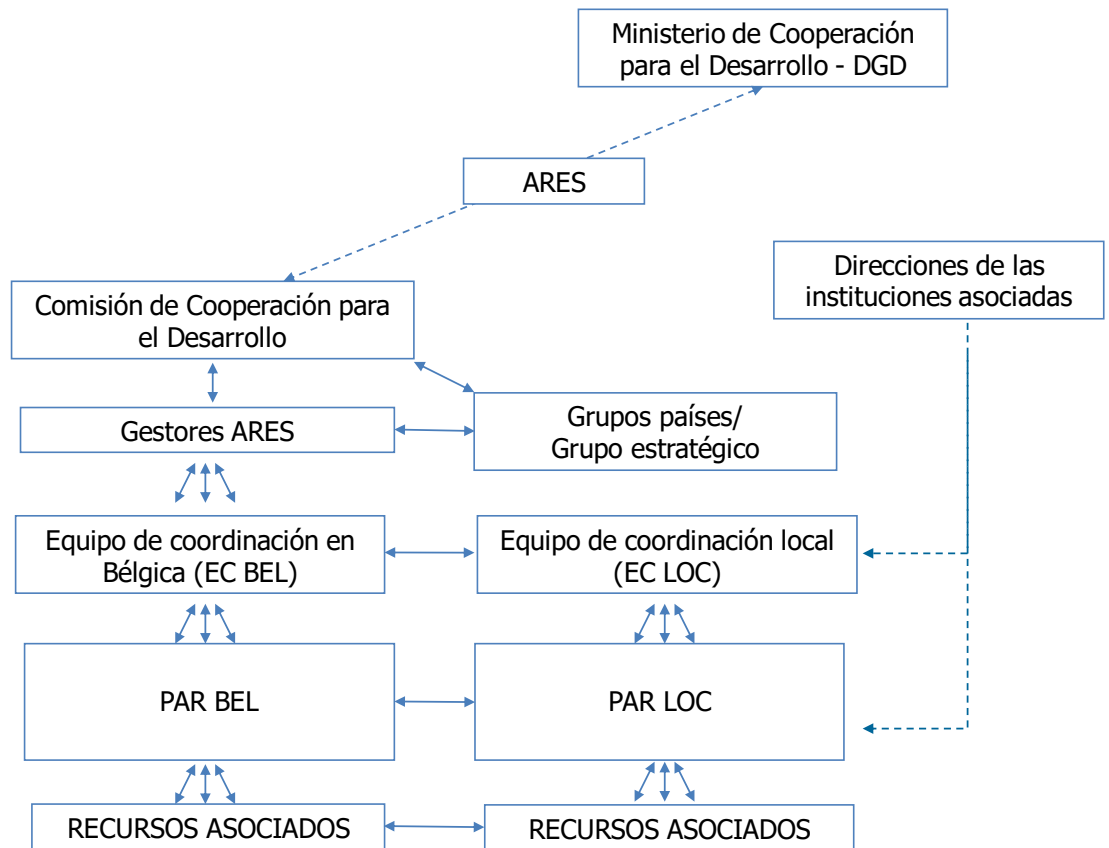 Ministerio de Cooperación
para el Desarrollo - DGD
ARES
Direcciones de las
instituciones asociadas
Comisión de Cooperación para
el Desarrollo
Gestores ARES
Grupos países/
Grupo estratégico
Equipo de coordinación en
Bélgica (EC BEL)
Equipo de coordinación local
(EC LOC)
PAR BEL
PAR LOC
RECURSOS ASOCIADOS
RECURSOS ASOCIADOS